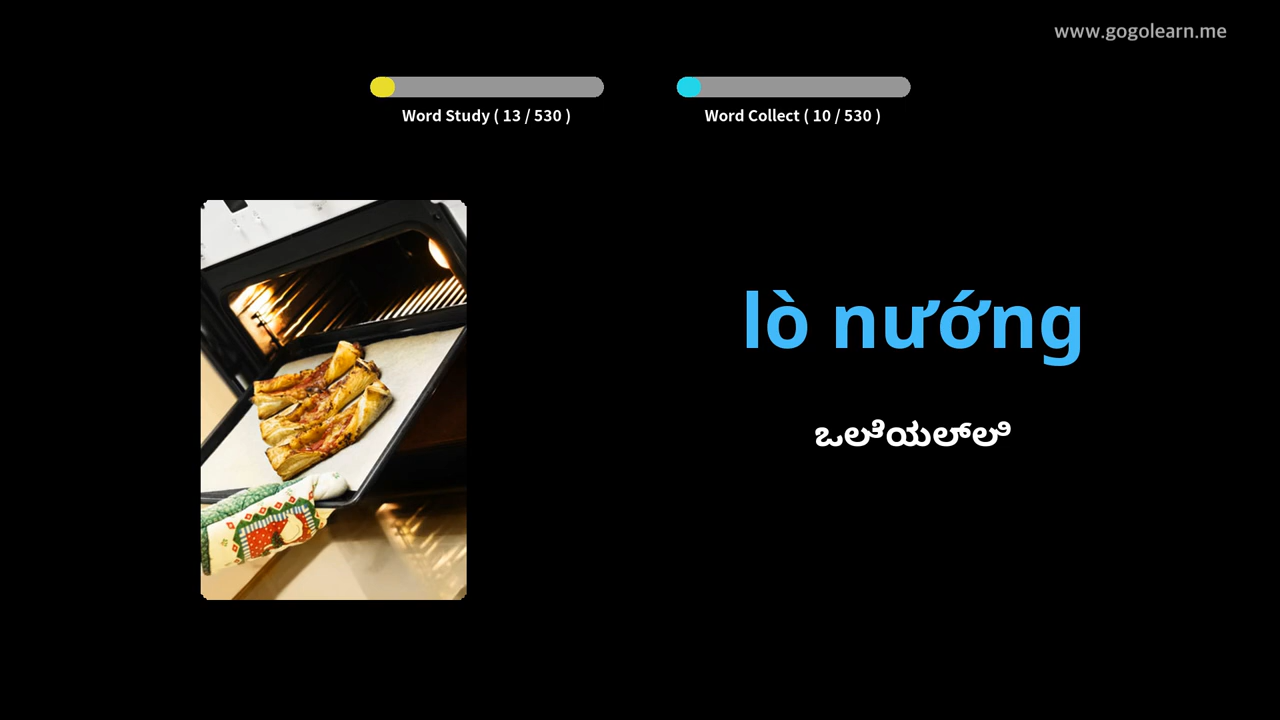 www.gogolearn.me
Word Study ( 13 / 530 )
Word Collect ( 10 / 530 )
lò nướng
ಒಲೆಯಲ್ಲಿ